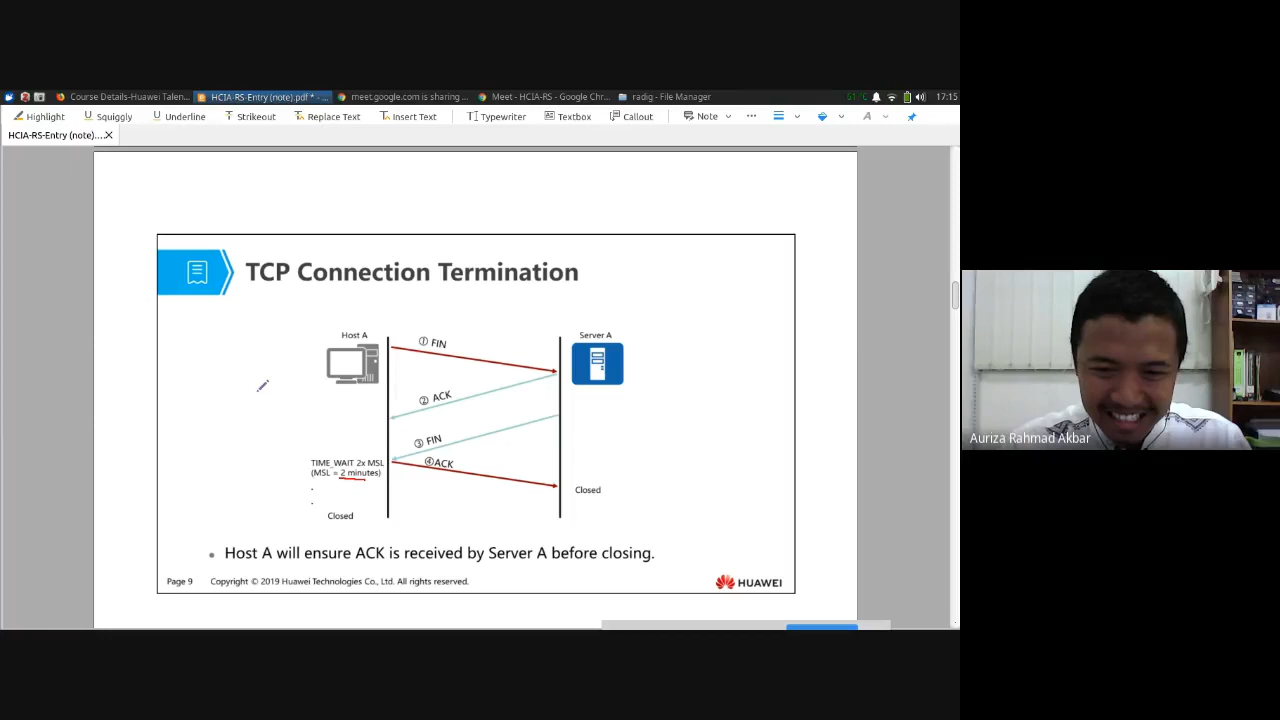 Course Details-Huawei Talen...
HCIA-RS-Entry (note).pdf * - ...
meet.google.com is sharing ...
Meet - HCIA-RS - Google Chr...
radig - File Manager
51°C
17:15
Highlight
Squiggly
Underline
Strikeout
Replace Text
Insert Text
Typewriter
Textbox
Callout
Note
HCIA-RS-Entry (note)....
TCP Connection Termination
Host A
Server A
① FIN
② ACK
③ FIN
④ACK
TIME_WAIT 2x MSL
(MSL = 2 minutes)
.
.
Closed
Closed
• Host A will ensure ACK is received by Server A before closing.
Page 9
Copyright © 2019 Huawei Technologies Co., Ltd. All rights reserved.
HUAWEI
Auriza Rahmad Akbar